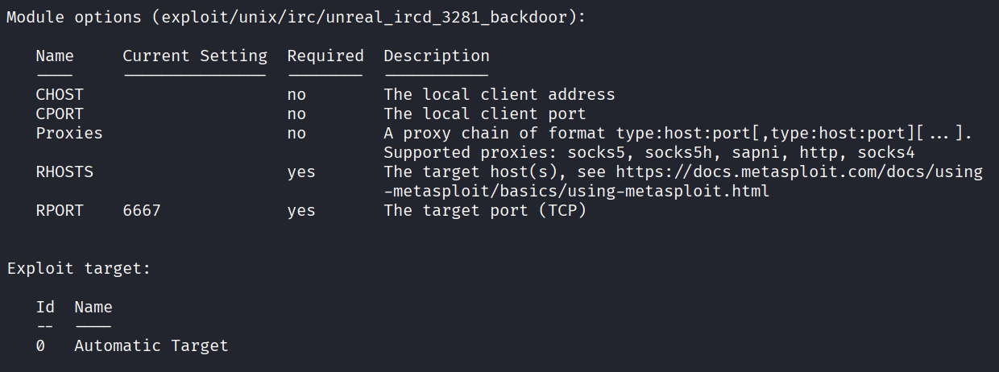 Module options (exploit/unix/irc/unreal_ircd_3281_backdoor):
Name Current Setting Required Description
---- --------------- -------- -----------
CHOST no The local client address
CPORT no The local client port
Proxies no A proxy chain of format type:host:port[,type:host:port][...].
Supported proxies: socks5, socks5h, sapni, http, socks4
RHOSTS yes The target host(s), see https://docs.metasploit.com/docs/using
-metasploit/basics/using-metasploit.html
RPORT 6667 yes The target port (TCP)
Exploit target:
Id Name
-- ----
0 Automatic Target